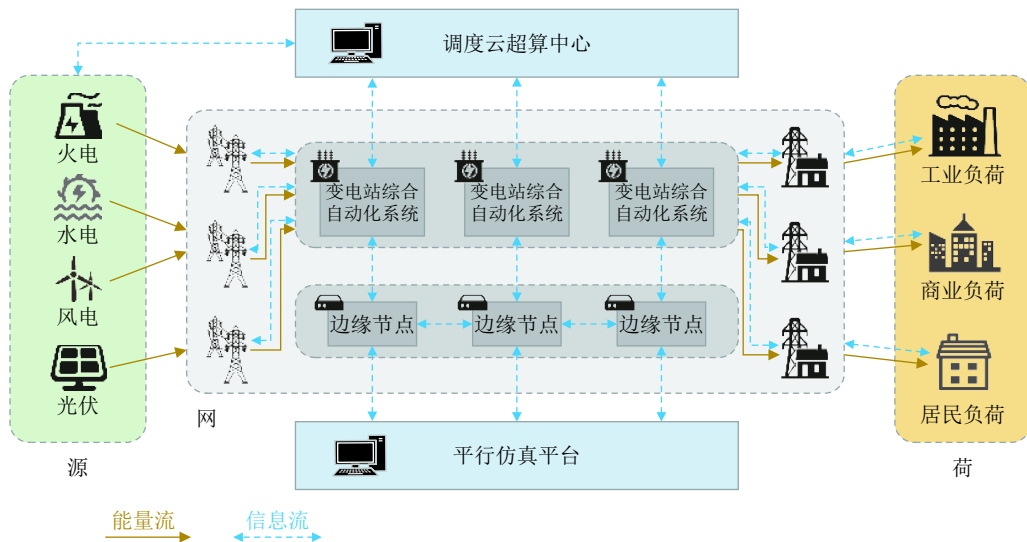 调度云超算中心
火电
水电
风电
光伏
源
网
变电站综合
自动化系统
变电站综合
自动化系统
变电站综合
自动化系统
边缘节点
边缘节点
边缘节点
平行仿真平台
工业负荷
商业负荷
居民负荷
荷
能量流
信息流